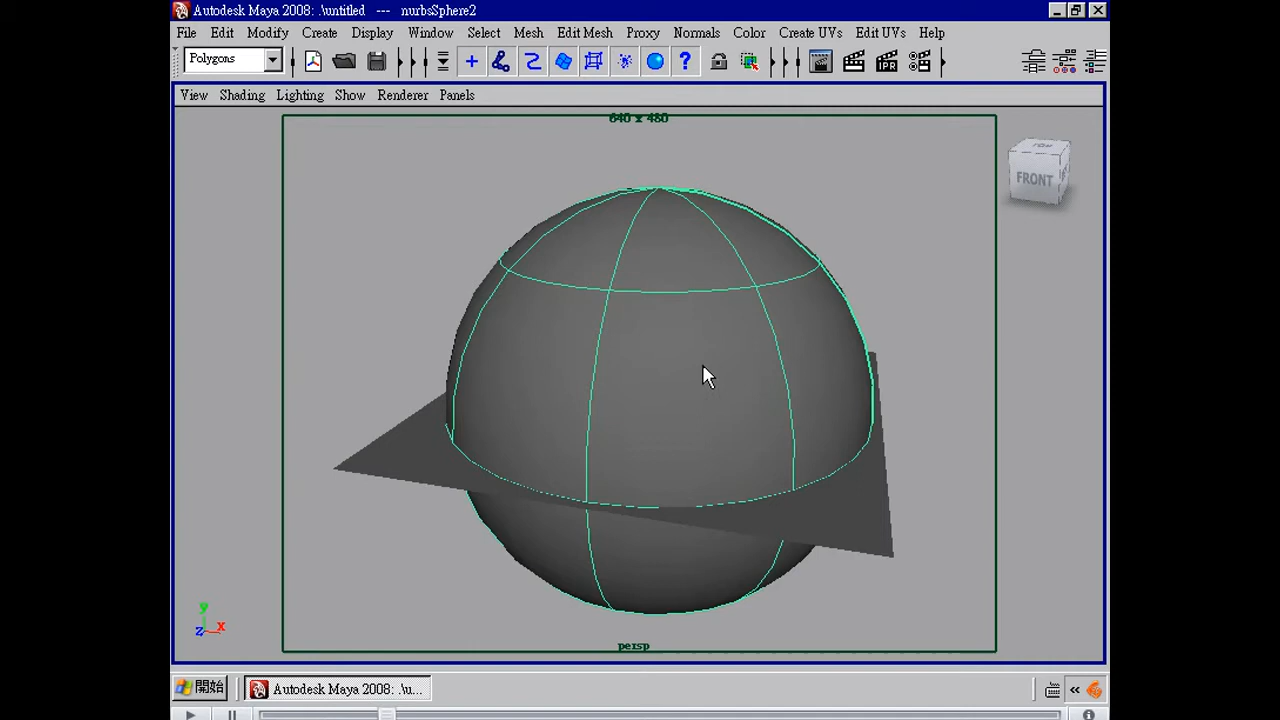 Autodesk Maya 2008: .\untitled --- nurbsSphere2
File Edit Modify Create Display Window Select Mesh Edit Mesh Proxy Normals Color Create UVs Edit UVs Help
Polygons
IPR
View Shading Lighting Show Renderer Panels
640 x 480
TOP
FRONT
y
z x
persp
開始 Autodesk Maya 2008: .\u...